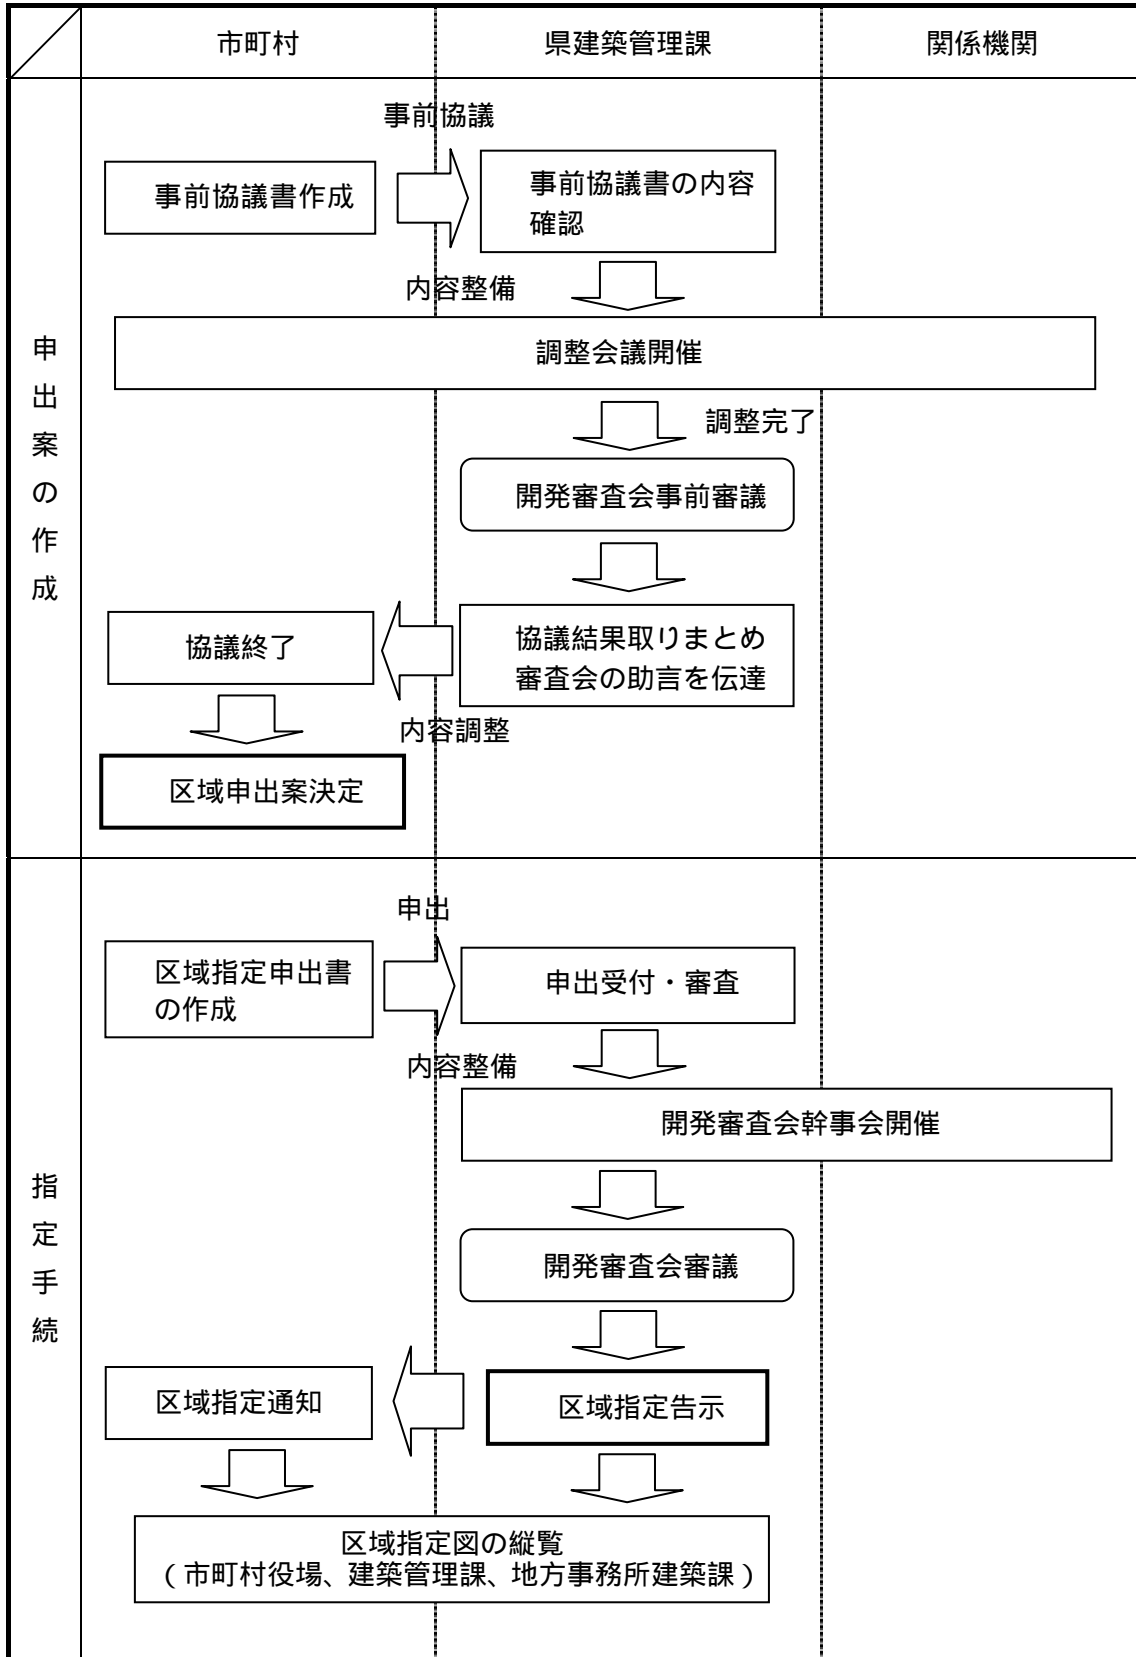 市町村
県建築管理課
関係機関
申出案の作成
事前協議
事前協議書作成
事前協議書の内容
確認
内容整備
調整会議開催
調整完了
開発審査会事前審議
協議結果取りまとめ
審査会の助言を伝達
協議終了
内容調整
区域申出案決定
指定手続
申出
区域指定申出書
の作成
申出受付・審査
内容整備
開発審査会幹事会開催
開発審査会審議
区域指定告示
区域指定通知
区域指定図の縦覧
(市町村役場、建築管理課、地方事務所建築課)